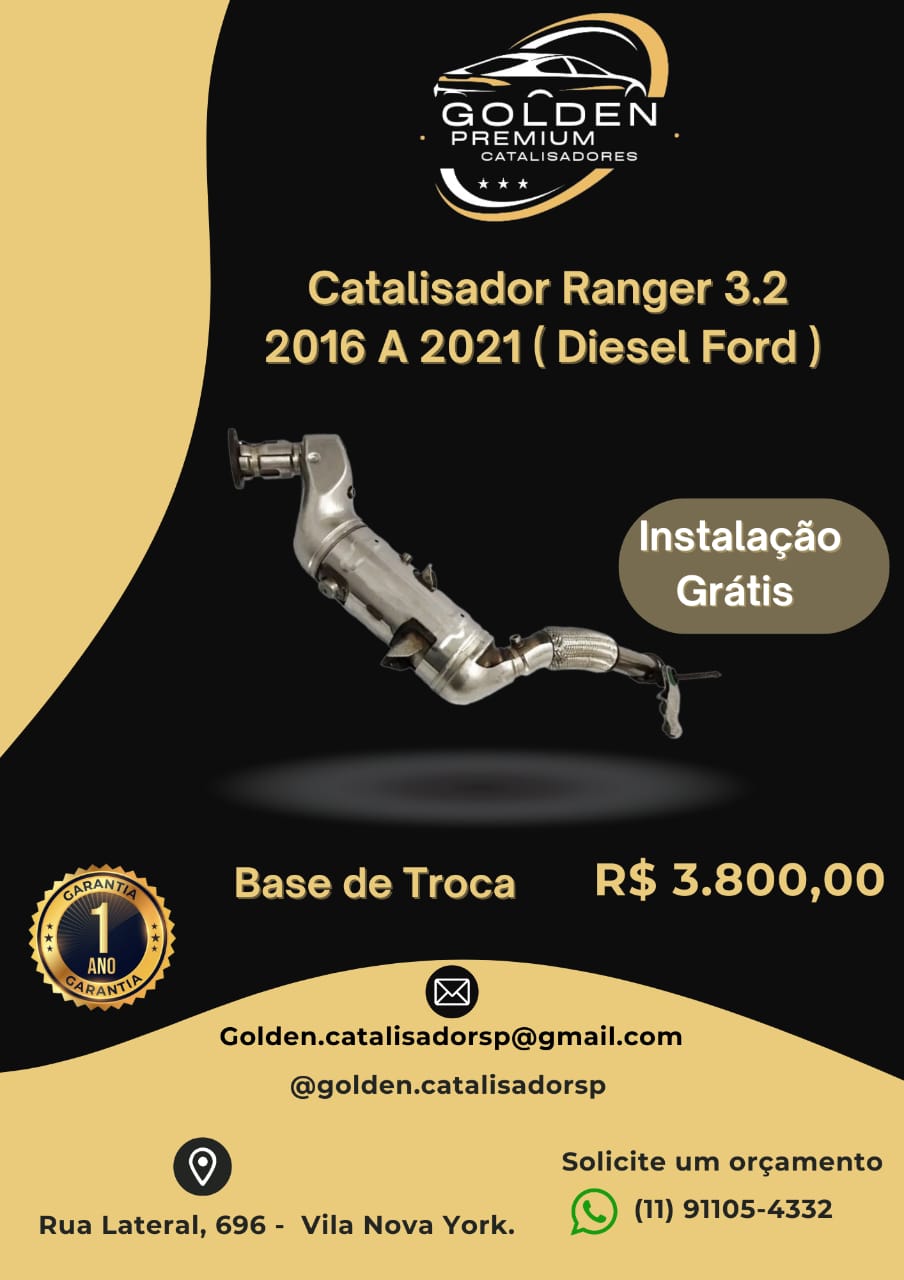 GOLDEN
PREMIUM
CATALISADORES
Catalisador Ranger 3.2
2016 A 2021 ( Diesel Ford )
Instalação
Grátis
Base de Troca
R$ 3.800,00
GARANTIA
1
ANO
GARANTIA
Golden.catalisadorsp@gmail.com
@golden.catalisadorsp
Solicite um orçamento
(11) 91105-4332
Rua Lateral, 696 - Vila Nova York.